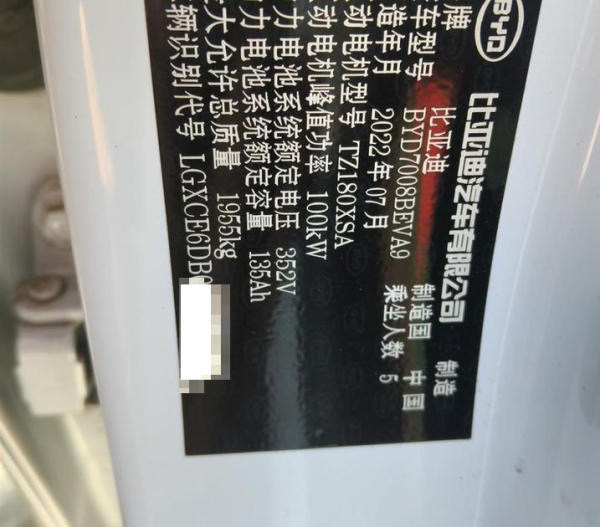 BYD
比亚迪汽车有限公司 制造
牌 比亚迪 制造国 中国
车型号 BYD7008BEVA9 乘坐人数 5
造年月 2022年07月
动电机型号 TZ180XSA
动电机峰值功率 100kW
力电池系统额定电压 352V
力电池系统额定容量 135Ah
大允许总质量 1955kg
辆识别代号 LGXCE6DB